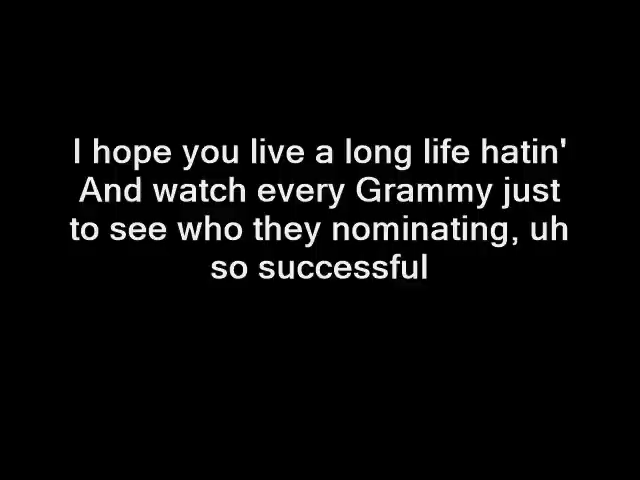 I hope you live a long life hatin'
And watch every Grammy just
to see who they nominating, uh
so successful